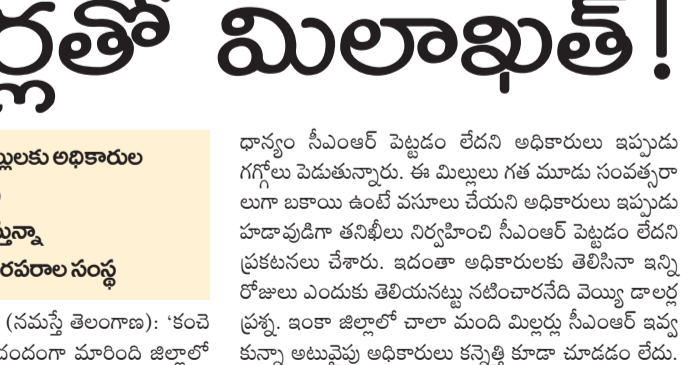 ర్లతో మిలాఖత్!
ల్లులకు అధికారుల
్తున్నా
రపరాల సంస్థ
(నమస్తే తెలంగాణ): ‘కంచె
చందంగా మారింది జిల్లాలో
ధాన్యం సీఎంఆర్ పెట్టడం లేదని అధికారులు ఇప్పుడు
గగ్గోలు పెడుతున్నారు. ఈ మిల్లులు గత మూడు సంవత్సరా
లుగా బకాయి ఉంటే వసూలు చేయని అధికారులు ఇప్పుడు
హడావుడిగా తనిఖీలు నిర్వహించి సీఎంఆర్ పెట్టడం లేదని
ప్రకటనలు చేశారు. ఇదంతా అధికారులకు తెలిసినా ఇన్ని
రోజులు ఎందుకు తెలియనట్టు నటించారనేది వెయ్యి డాలర్ల
ప్రశ్న. ఇంకా జిల్లాలో చాలా మంది మిల్లర్లు సీఎంఆర్ ఇవ్వ
కున్నా అటువైపు అధికారులు కన్నెత్తి కూడా చూడడం లేదు.